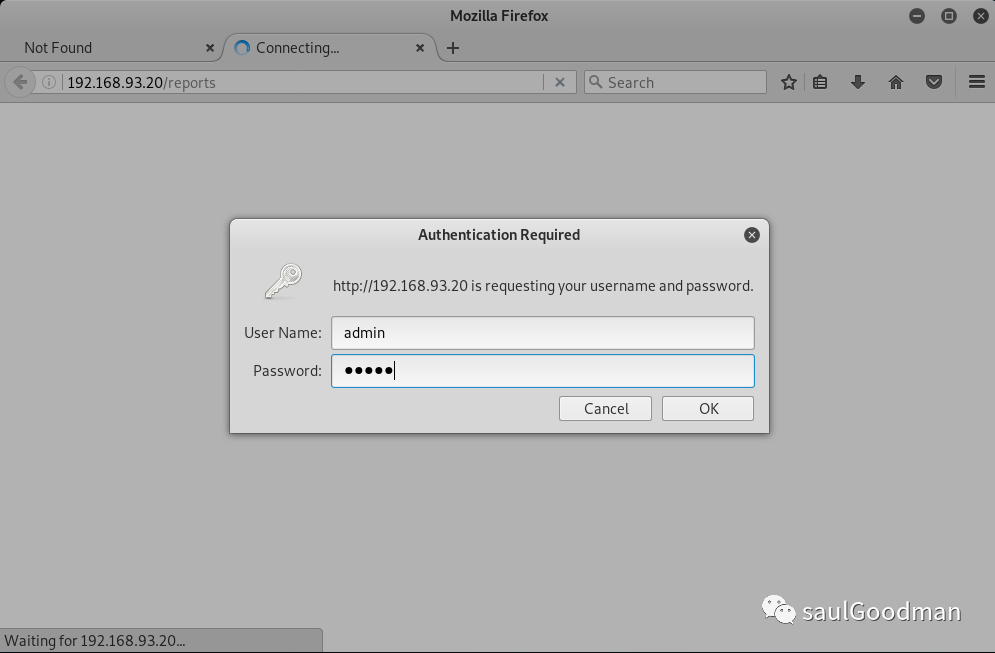 Mozilla Firefox
Not Found
Connecting...
192.168.93.20/reports
Search
Authentication Required
http://192.168.93.20 is requesting your username and password.
User Name: admin
Password: •••••
Cancel OK
saulGoodman
Waiting for 192.168.93.20...